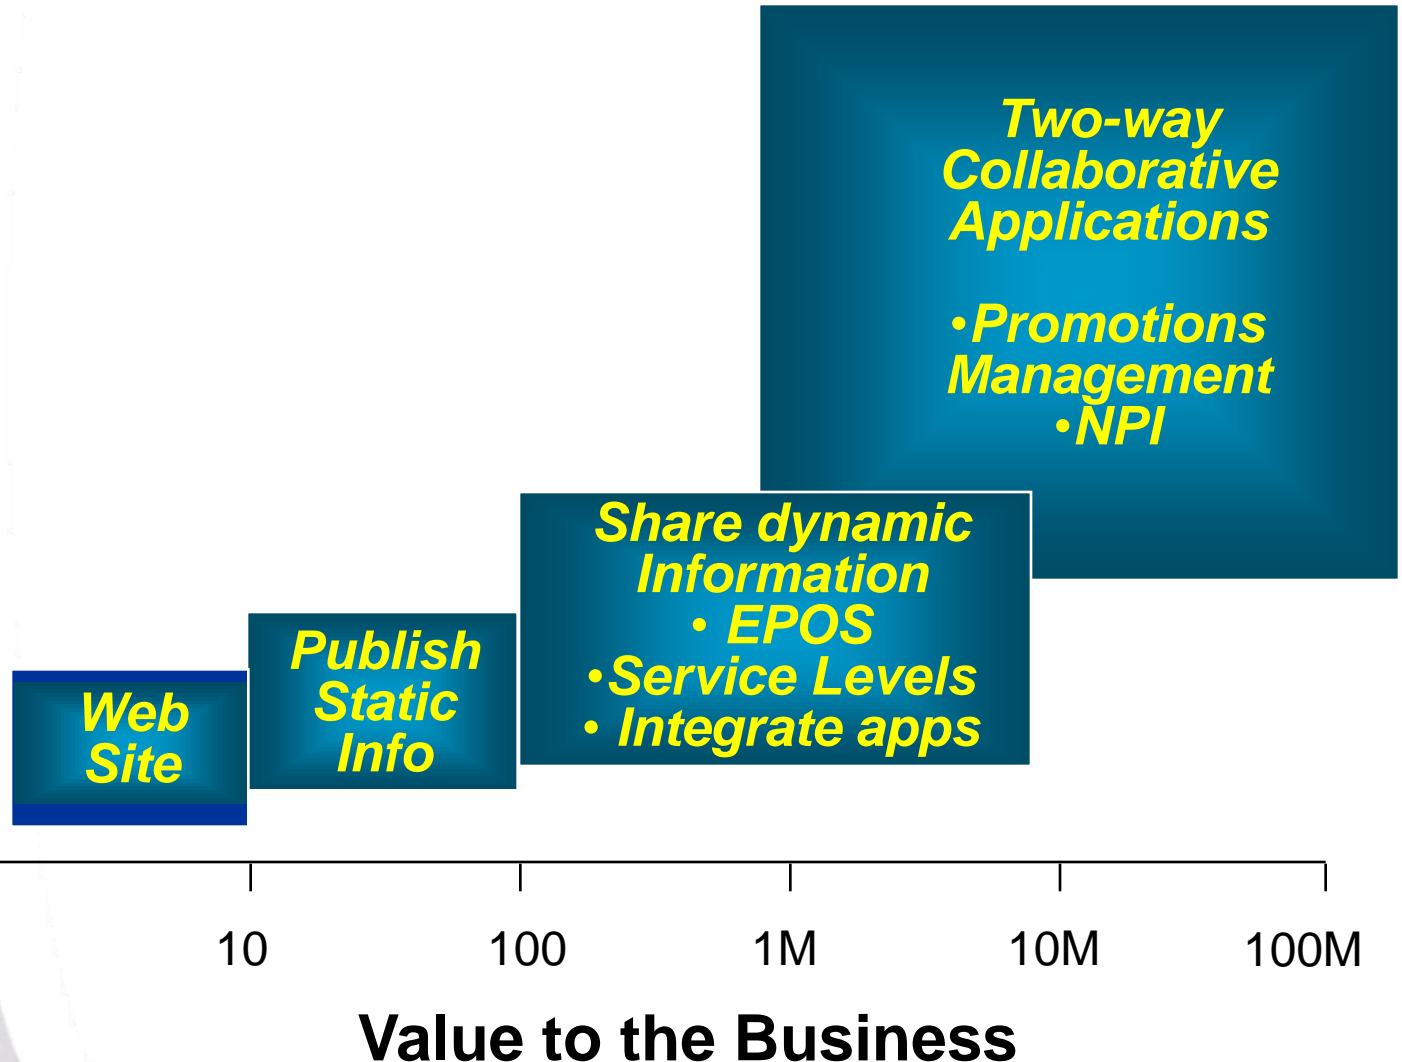 Two-way
Collaborative
Applications
•Promotions
Management
•NPI
Share dynamic
Information
• EPOS
•Service Levels
• Integrate apps
Publish
Static
Info
Web
Site
10 100 1M 10M 100M
Value to the Business